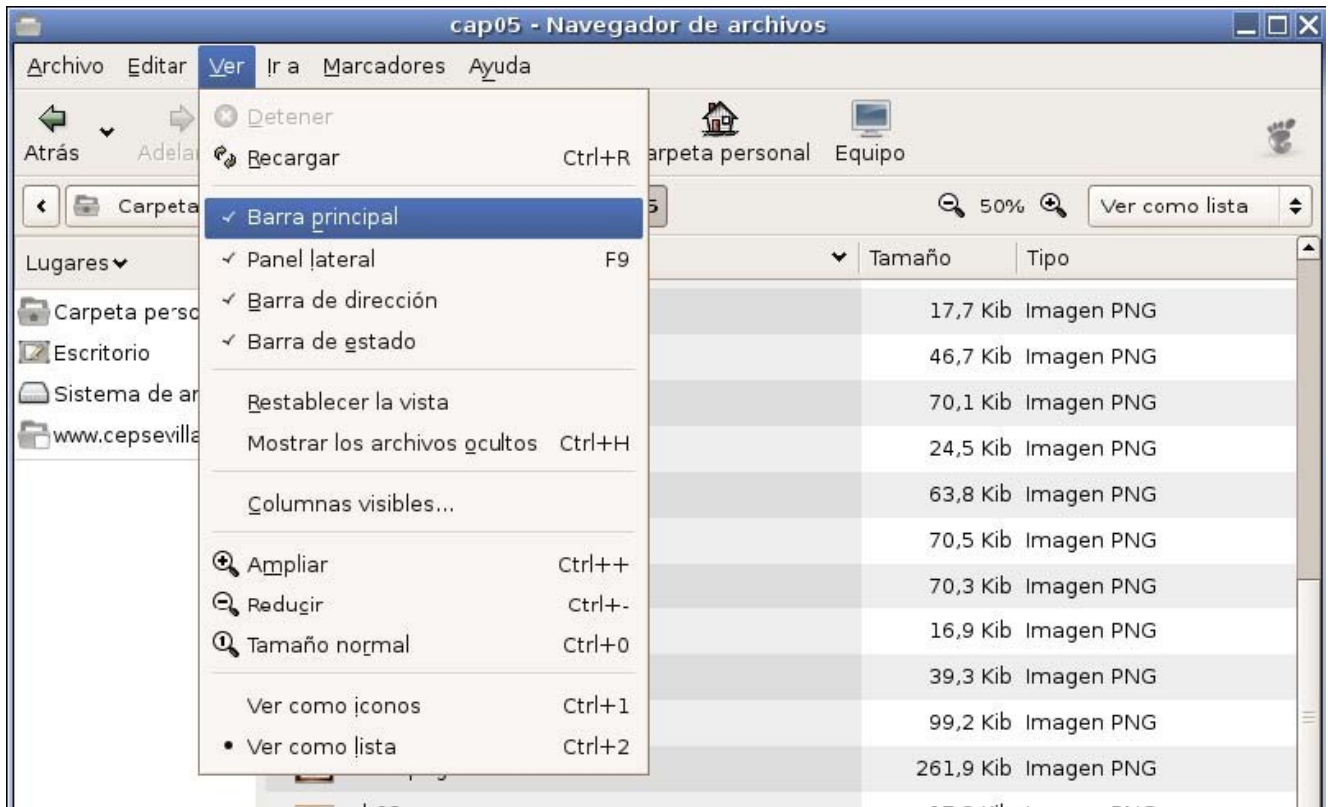 cap05 - Navegador de archivos
Archivo Editar Ver Ir a Marcadores Ayuda
Atrás
Carpeta
Lugares
Carpeta
Escritorio
Sistema de
Detener
Recargar Ctrl+R
Barra principal
Panel lateral F9
Barra de dirección
Barra de estado
Restablecer la vista
Mostrar los archivos ocultos Ctrl+H
Columnas visibles...
Ampliar Ctrl++
Reducir Ctrl+-
Tamaño normal Ctrl+0
Ver como iconos Ctrl+1
Ver como lista Ctrl+2
personal Equipo
50% Ver como lista
Tamaño Tipo
17,7 Kib Imagen PNG
46,7 Kib Imagen PNG
70,1 Kib Imagen PNG
24,5 Kib Imagen PNG
63,8 Kib Imagen PNG
70,5 Kib Imagen PNG
70,3 Kib Imagen PNG
16,9 Kib Imagen PNG
39,3 Kib Imagen PNG
99,2 Kib Imagen PNG
261,9 Kib Imagen PNG